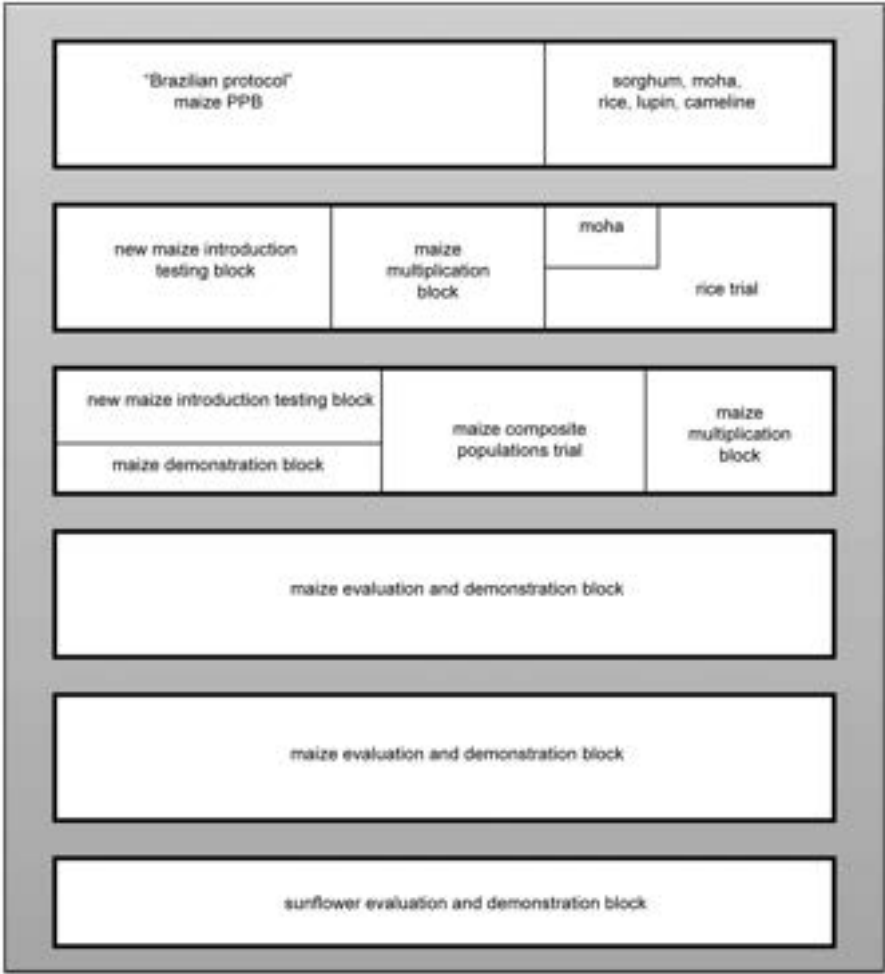 "Brazilian protocol"
maize PPB
sorghum, moha,
rice, lupin, cameline
new maize introduction
testing block
maize
multiplication
block
moha
rice trial
new maize introduction testing block
maize demonstration block
maize composite
populations trial
maize
multiplication
block
maize evaluation and demonstration block
maize evaluation and demonstration block
sunflower evaluation and demonstration block